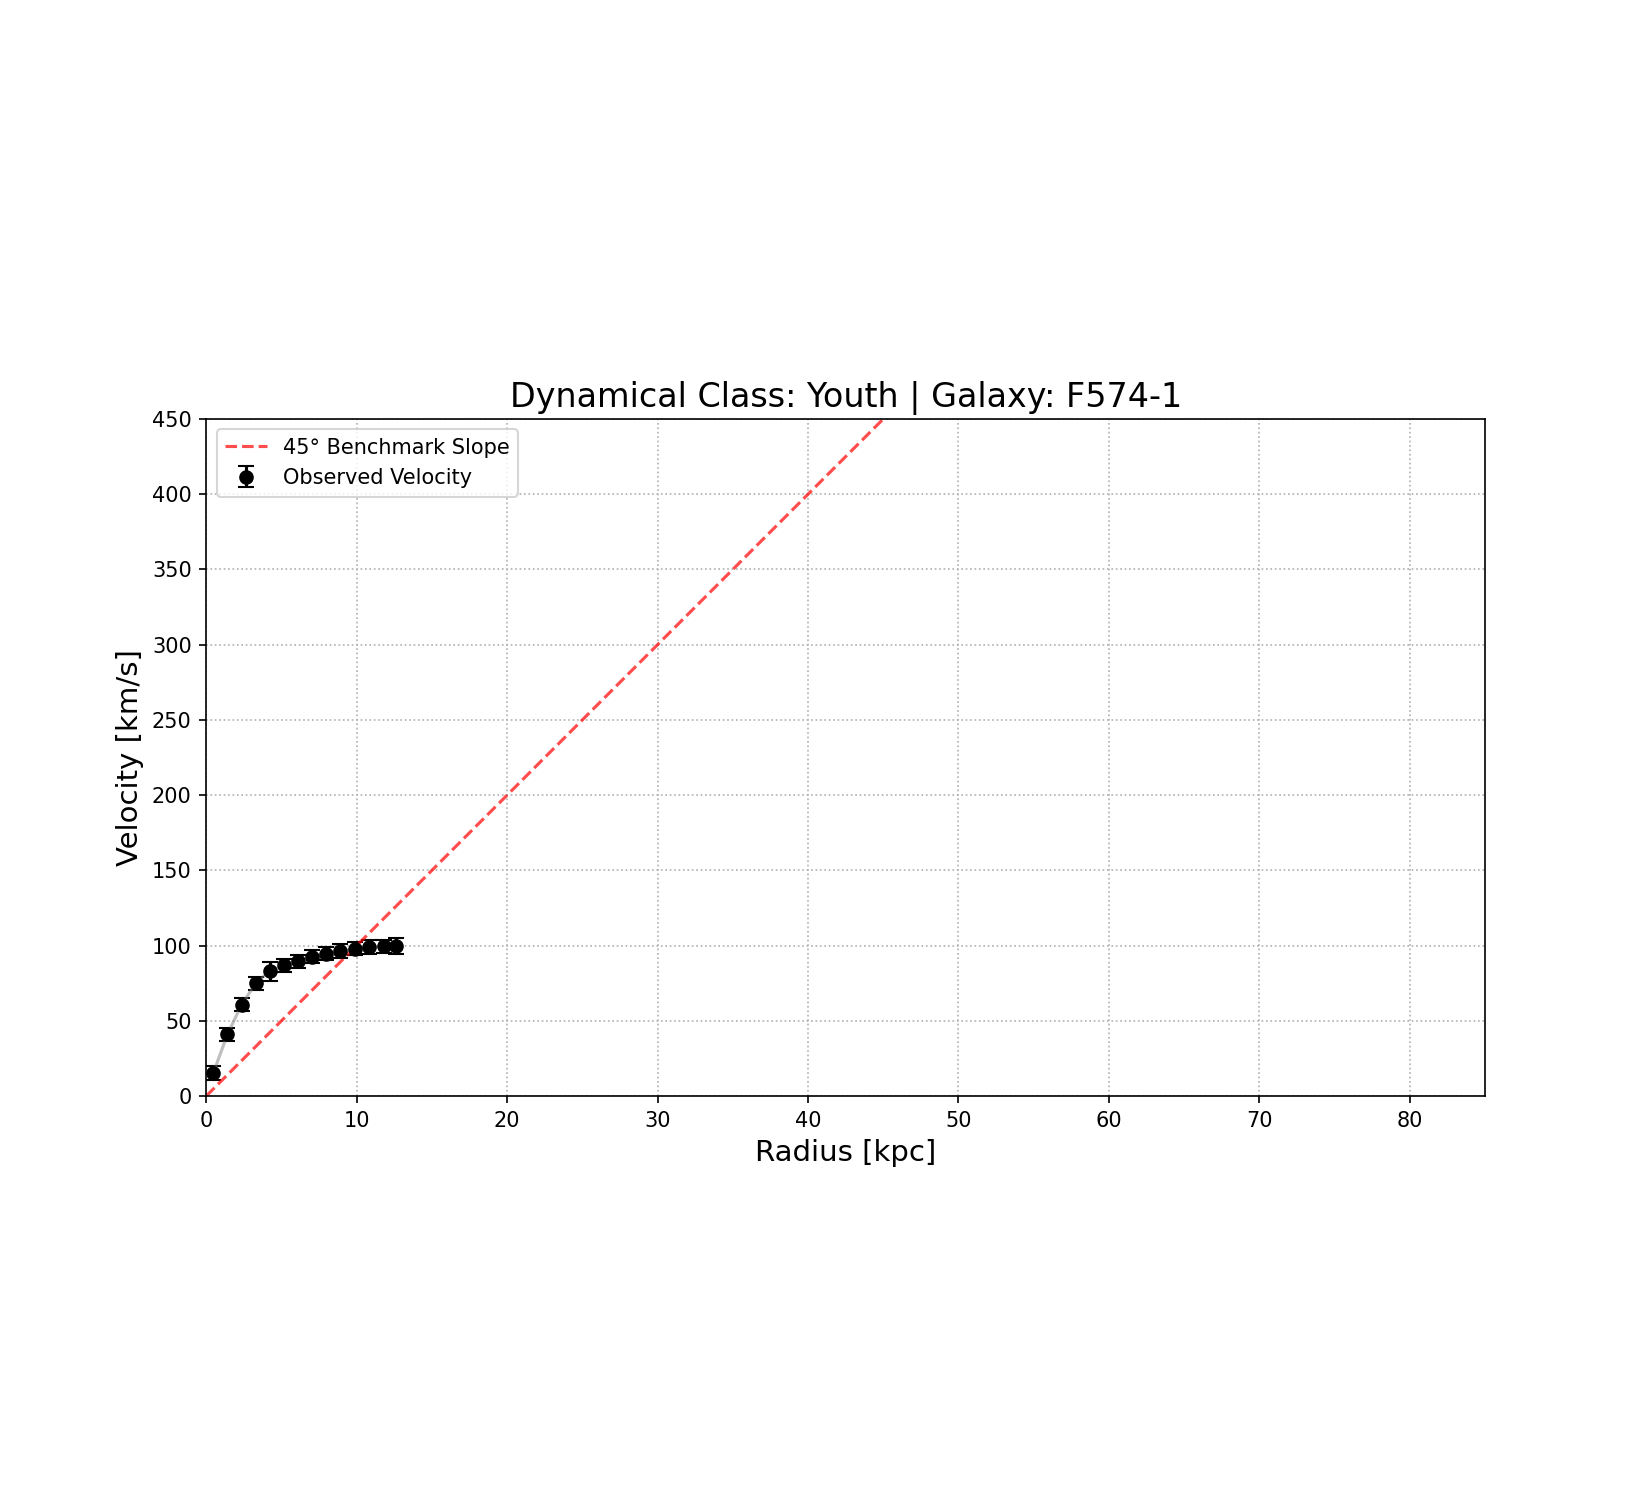 Dynamical Class: Youth | Galaxy: F574-1
45° Benchmark Slope
Observed Velocity
Velocity [km/s]
450
400
350
300
250
200
150
100
50
0
0 10 20 30 40 50 60 70 80
Radius [kpc]